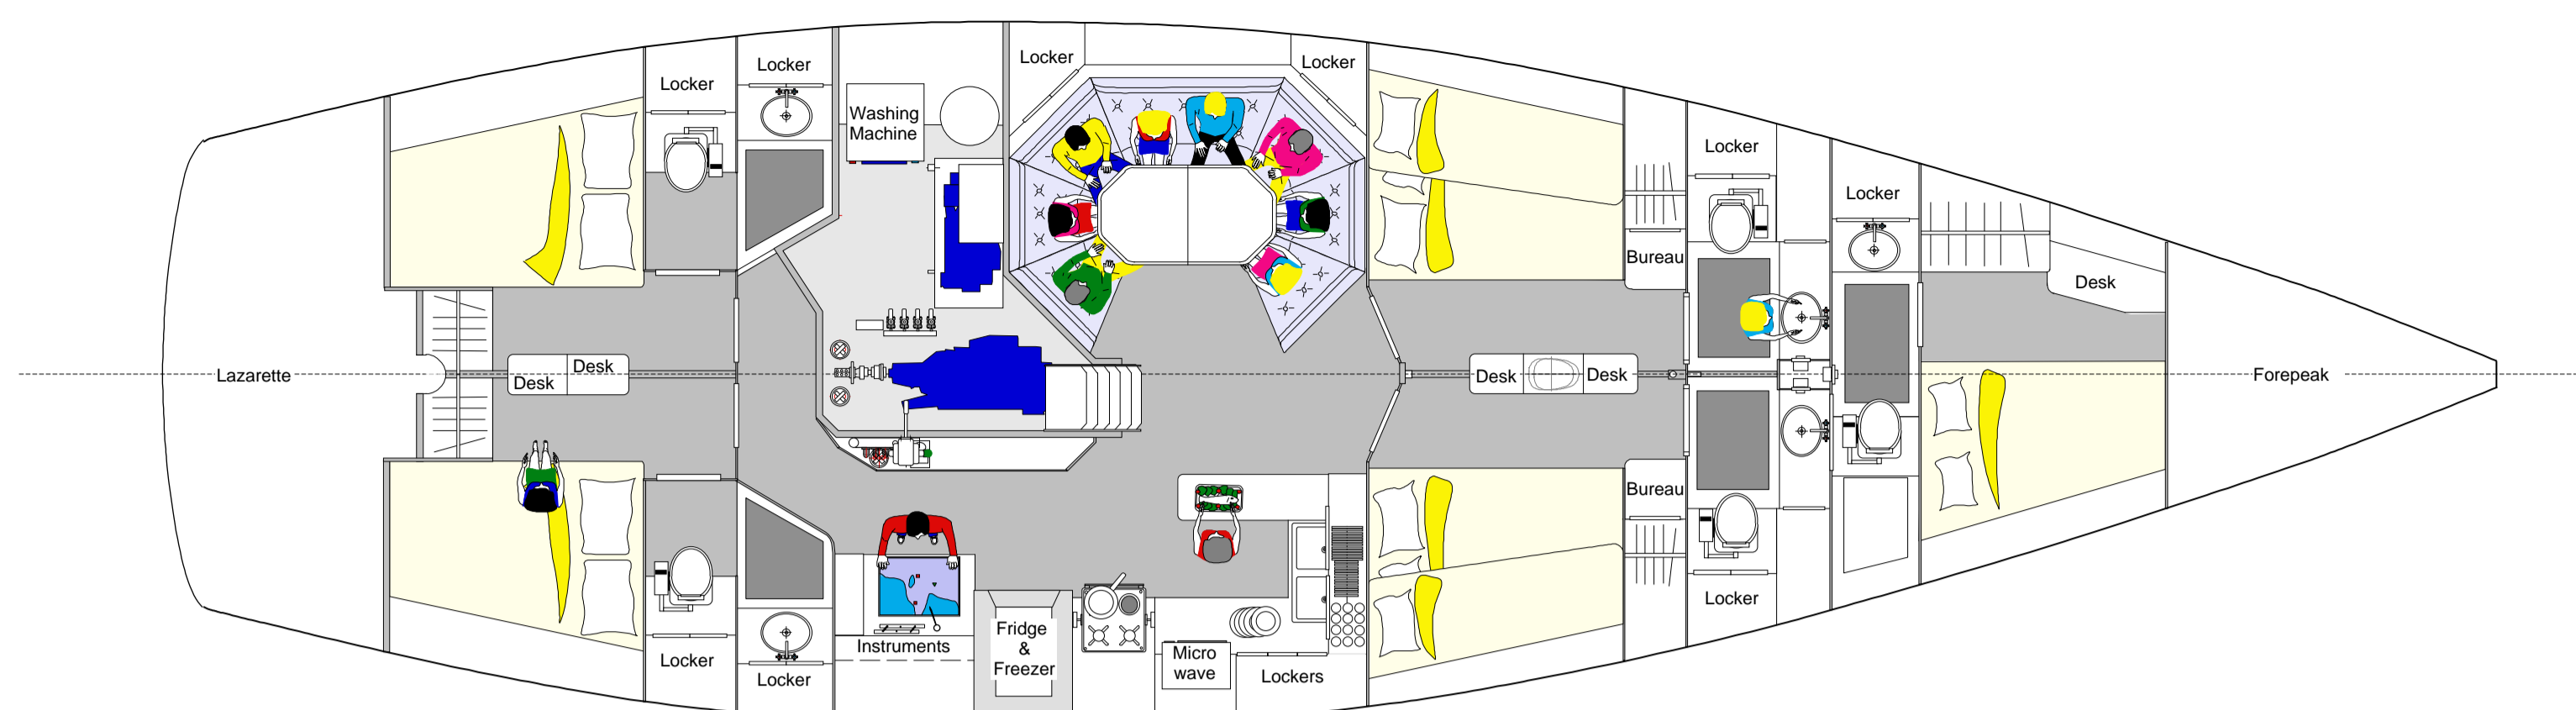 Locker
Locker
Locker
Locker
Washing
Machine
Locker
Locker
Bureau
Desk
Lazarette
Desk
Desk
Desk
Desk
Forepeak
Bureau
Locker
Locker
Locker
Instruments
Fridge
&
Freezer
Micro
wave
Lockers